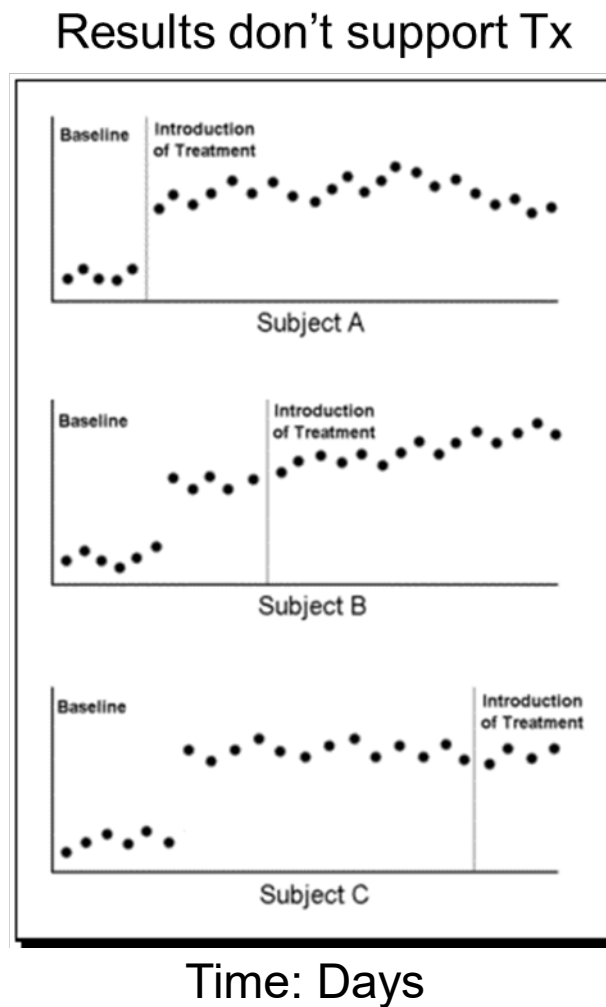 Results don't support Tx
Baseline
Introduction
of Treatment
Subject A
Baseline
Introduction
of Treatment
Subject B
Baseline
Introduction
of Treatment
Subject C
Time: Days